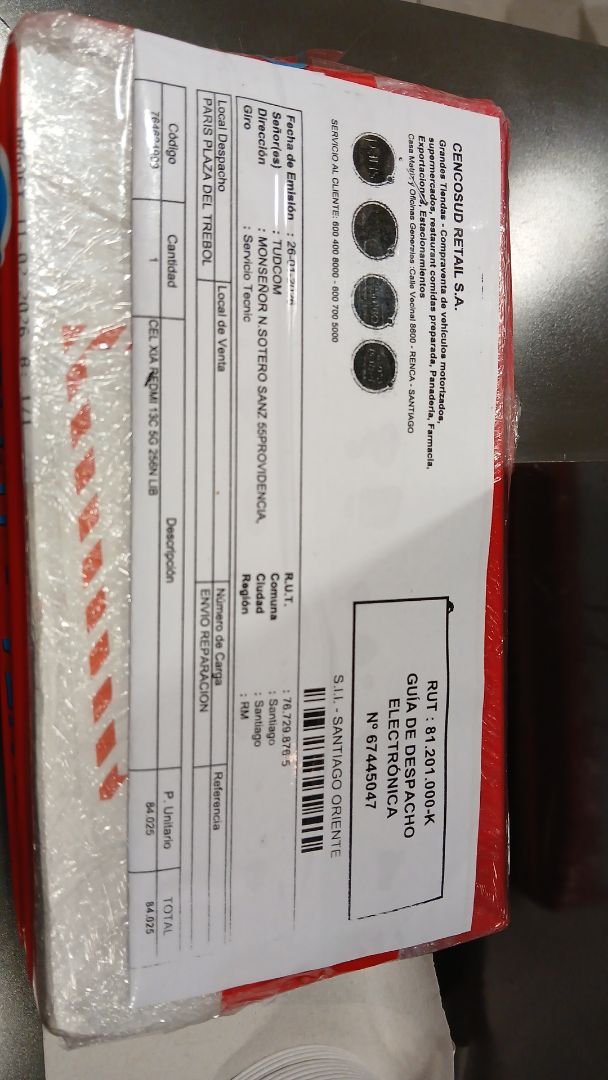 CENCOSUD RETAIL S.A.
Grandes Tiendas - Compraventa de vehículos motorizados,
supermercados, restaurant comidas preparada, Panadería, Farmacia,
Exportaciones, Estacionamientos
Casa Matriz y Oficinas Generales :Calle Vecinal 8600 - RENCA - SANTIAGO
SERVICIO AL CLIENTE: 600 400 8000 - 600 700 5000
RUT : 81.201.000-K
GUÍA DE DESPACHO
ELECTRÓNICA
Nº 67445047
S.I.I. - SANTIAGO ORIENTE
Fecha de Emisión : 26-01-2026
Señor(es) : TUDCOM
Dirección : MONSEÑOR N.SOTERO SANZ 55PROVIDENCIA,
Giro : Servicio Tecnic
R.U.T. : 76.729.876-5
Comuna : Santiago
Ciudad : Santiago
Región : RM
Local Despacho Local de Venta Número de Carga Referencia
PARIS PLAZA DEL TREBOL ENVIO REPARACION
Código Cantidad Descripción P. Unitario TOTAL
1 CEL XIA REDMI 13C 5G 256N LIB 84.025 84.025